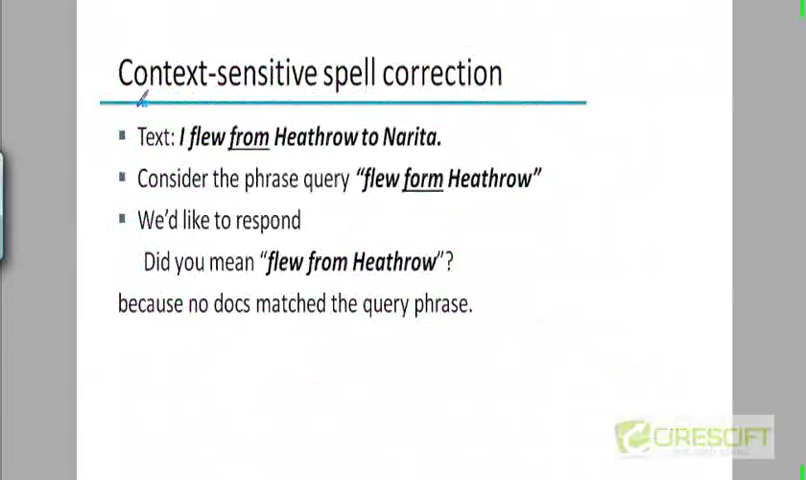 Context-sensitive spell correction
Text: I flew from Heathrow to Narita.
Consider the phrase query “flew form Heathrow”
We’d like to respond
Did you mean “flew from Heathrow”?
because no docs matched the query phrase.